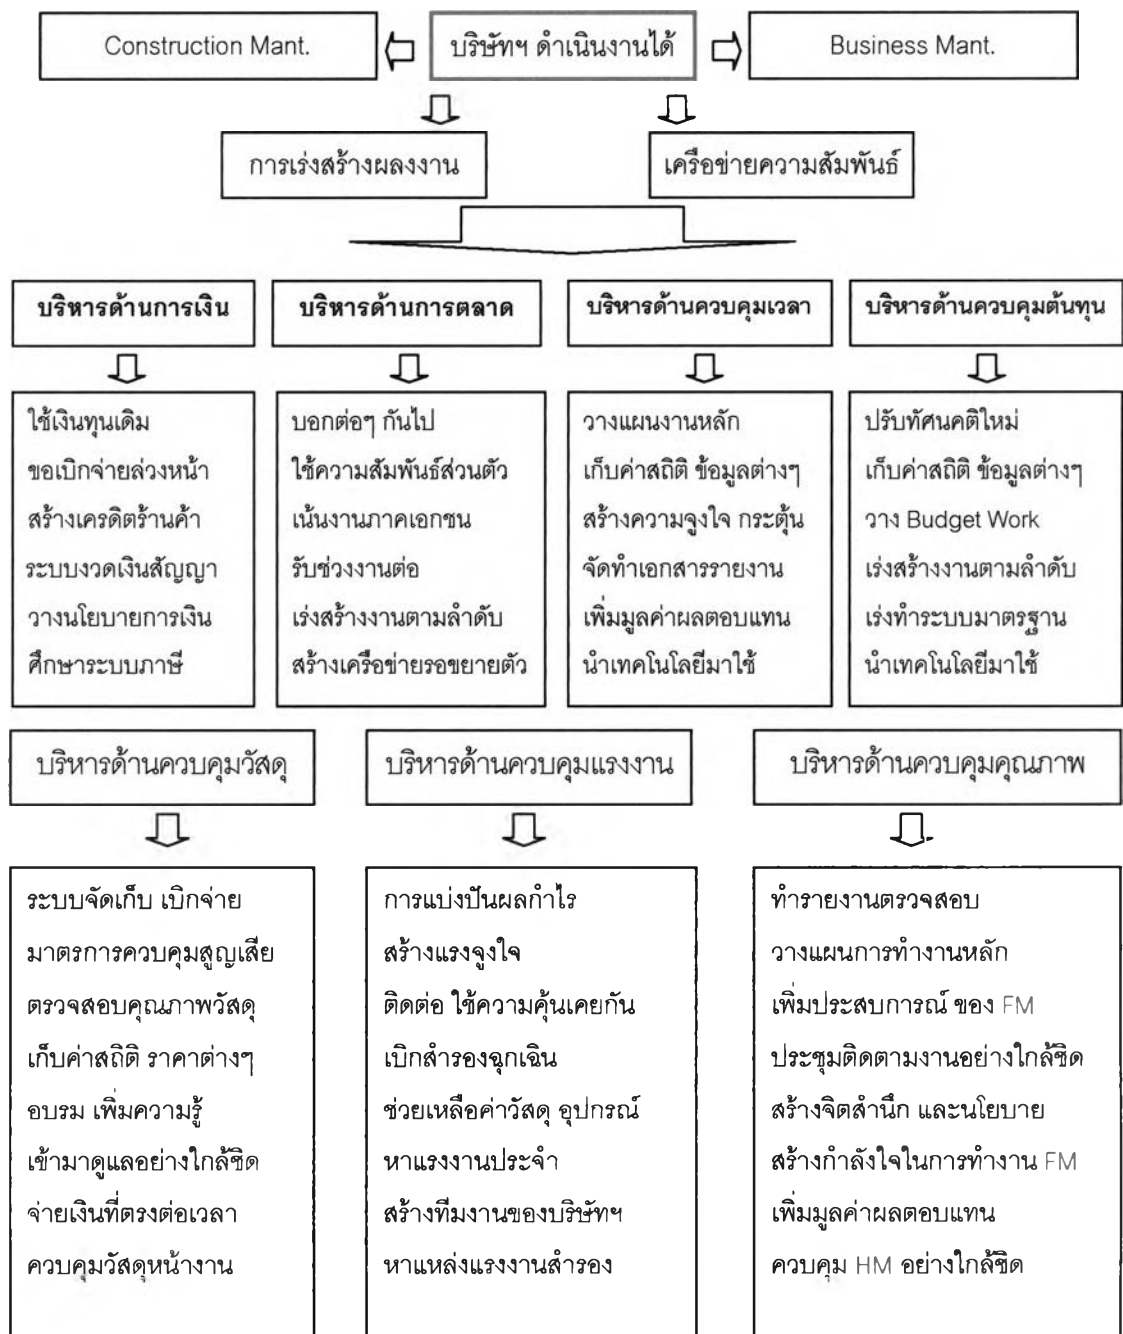 Construction Mant.
บริษัทฯ ดำเนินงานได้
Business Mant.
การเร่งสร้างผลงงาน
เครือข่ายความสัมพันธ์
บริหารด้านการเงิน
บริหารด้านการตลาด
บริหารด้านควบคุมเวลา
บริหารด้านควบคุมต้นทุน
ใช้เงินทุนเดิม
ขอเบิกจ่ายล่วงหน้า
สร้างเครดิตร้านค้า
ระบบงวดเงินสัญญา
วางนโยบายการเงิน
ศึกษาระบบภาษี
บอกต่อๆ กันไป
ใช้ความสัมพันธ์ส่วนตัว
เน้นงานภาคเอกชน
รับช่วงงานต่อ
เร่งสร้างงานตามลำดับ
สร้างเครือข่ายรอขยายตัว
วางแผนงานหลัก
เก็บค่าสถิติ ข้อมูลต่างๆ
สร้างความจูงใจ กระตุ้น
จัดทำเอกสารรายงาน
เพิ่มมูลค่าผลตอบแทน
นำเทคโนโลยีมาใช้
ปรับทัศนคติใหม่
เก็บค่าสถิติ ข้อมูลต่างๆ
วาง Budget Work
เร่งสร้างงานตามลำดับ
เร่งทำระบบมาตรฐาน
นำเทคโนโลยีมาใช้
บริหารด้านควบคุมวัสดุ
บริหารด้านควบคุมแรงงาน
บริหารด้านควบคุมคุณภาพ
ระบบจัดเก็บ เบิกจ่าย
มาตรการควบคุมสูญเสีย
ตรวจสอบคุณภาพวัสดุ
เก็บค่าสถิติ ราคาต่างๆ
อบรม เพิ่มความรู้
เข้ามาดูแลอย่างใกล้ชิด
จ่ายเงินที่ตรงต่อเวลา
ควบคุมวัสดุหน้างาน
การแบ่งปันผลกำไร
สร้างแรงจูงใจ
ติดต่อ ใช้ความคุ้นเคยกัน
เบิกสำรองฉุกเฉิน
ช่วยเหลือค่าวัสดุ อุปกรณ์
หาแรงงานประจำ
สร้างทีมงานของบริษัทฯ
หาแหล่งแรงงานสำรอง
ทำรายงานตรวจสอบ
วางแผนการทำงานหลัก
เพิ่มประสบการณ์ ของ FM
ประชุมติดตามงานอย่างใกล้ชิด
สร้างจิตสำนึก และนโยบาย
สร้างกำลังใจในการทำงาน FM
เพิ่มมูลค่าผลตอบแทน
ควบคุม HM อย่างใกล้ชิด